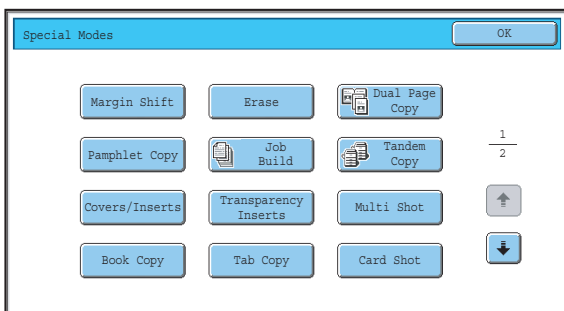 Special Modes
OK
Margin Shift
Erase
Dual Page
Copy
Pamphlet Copy
Job
Build
Tandem
Copy
1
2
Covers/Inserts
Transparency
Inserts
Multi Shot
Book Copy
Tab Copy
Card Shot